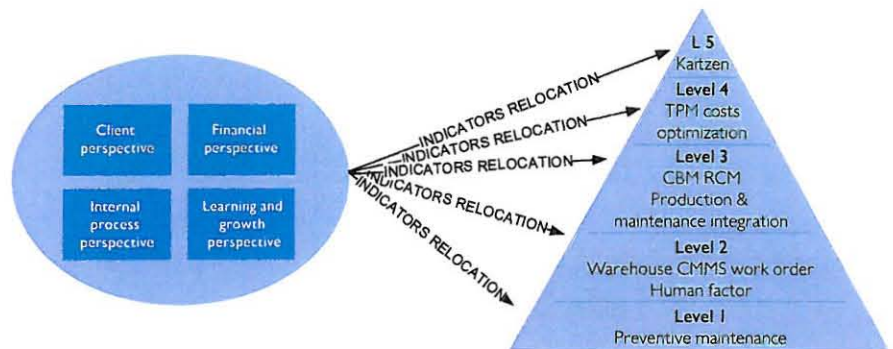 Client
perspective
Financial
perspective
Internal
process
perspective
Learning and
growth
perspective
INDICATORS RELOCATION
INDICATORS RELOCATION
INDICATORS RELOCATION
INDICATORS RELOCATION
INDICATORS RELOCATION
L 5
Kaitzen
Level 4
TPM costs
optimization
Level 3
CBM RCM
Production &
maintenance integration
Level 2
Warehouse CMMS work order
Human factor
Level 1
Preventive maintenance